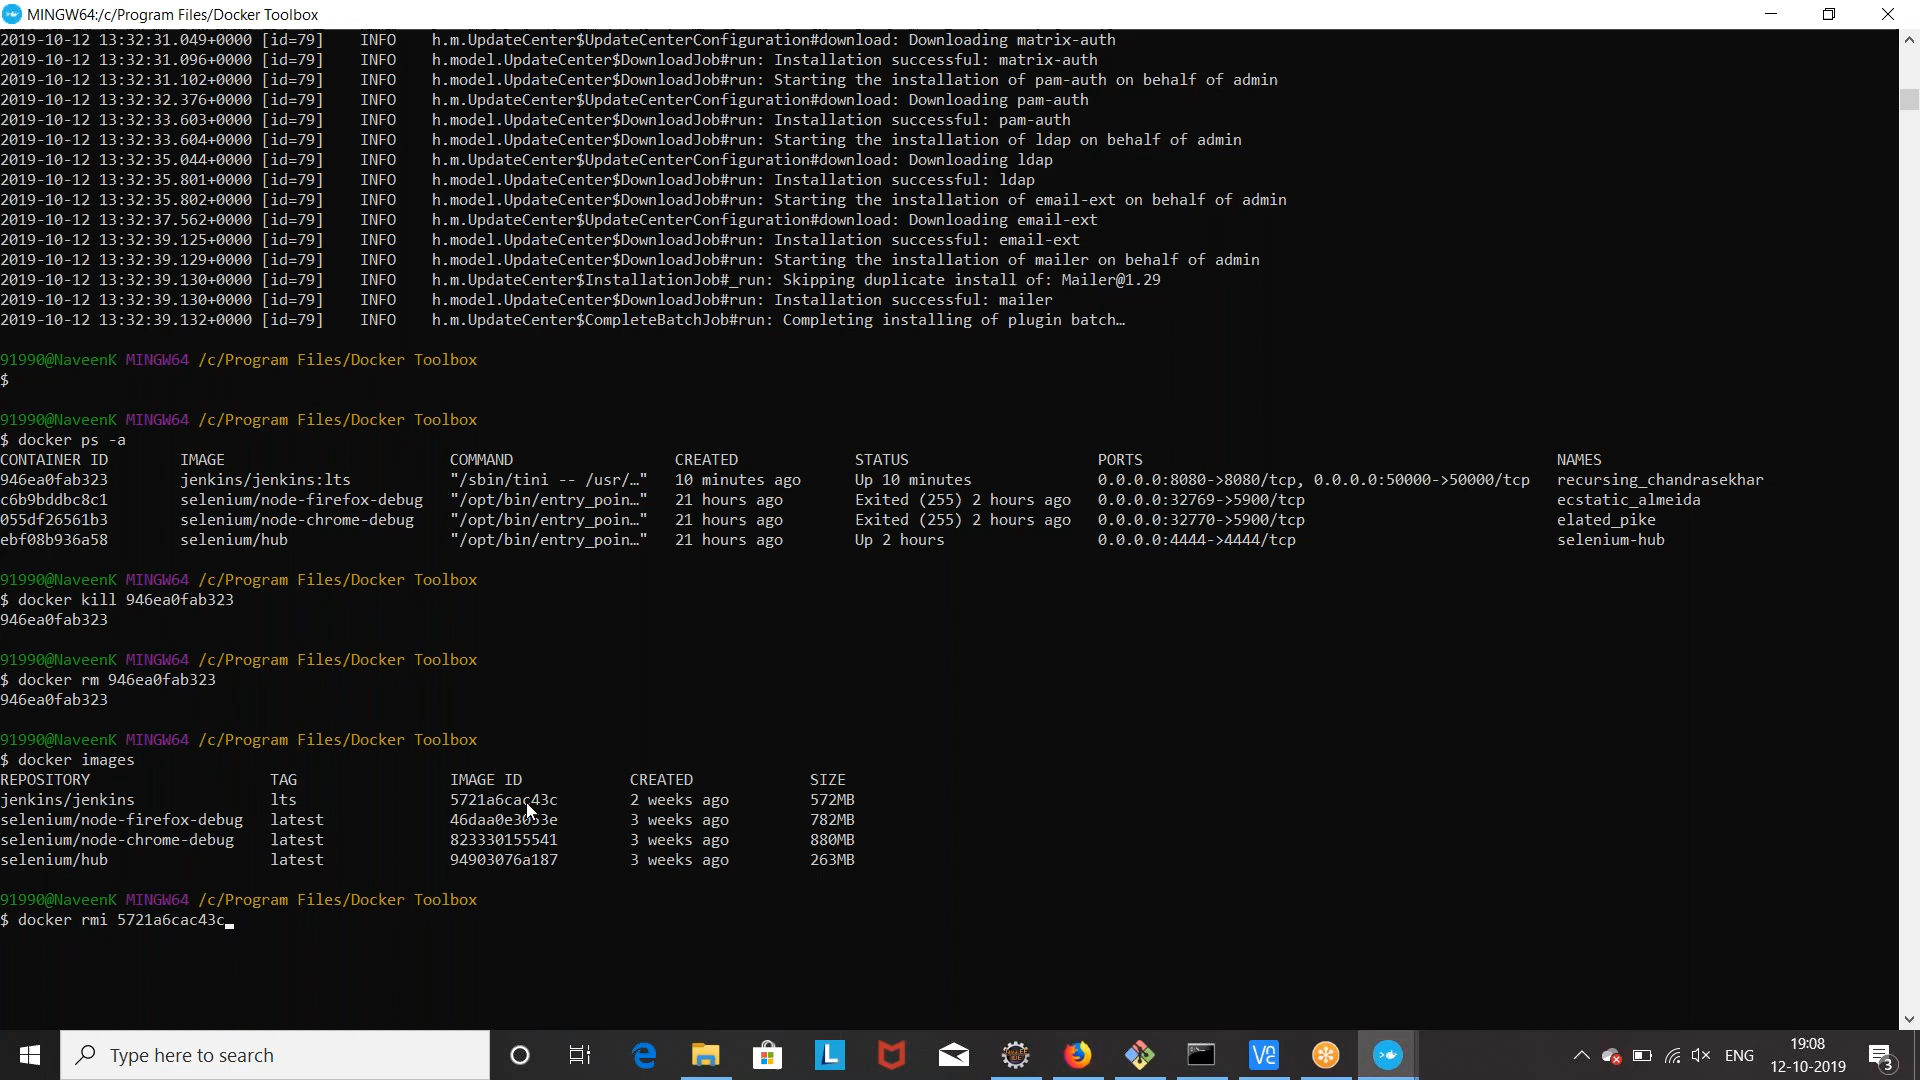 MINGW64:/c/Program Files/Docker Toolbox
2019-10-12 13:32:31.049+0000 [id=79] INFO h.m.UpdateCenter$UpdateCenterConfiguration#download: Downloading matrix-auth
2019-10-12 13:32:31.096+0000 [id=79] INFO h.model.UpdateCenter$DownloadJob#run: Installation successful: matrix-auth
2019-10-12 13:32:31.102+0000 [id=79] INFO h.model.UpdateCenter$DownloadJob#run: Starting the installation of pam-auth on behalf of admin
2019-10-12 13:32:32.376+0000 [id=79] INFO h.m.UpdateCenter$UpdateCenterConfiguration#download: Downloading pam-auth
2019-10-12 13:32:33.603+0000 [id=79] INFO h.model.UpdateCenter$DownloadJob#run: Installation successful: pam-auth
2019-10-12 13:32:33.604+0000 [id=79] INFO h.model.UpdateCenter$DownloadJob#run: Starting the installation of ldap on behalf of admin
2019-10-12 13:32:35.044+0000 [id=79] INFO h.m.UpdateCenter$UpdateCenterConfiguration#download: Downloading ldap
2019-10-12 13:32:35.801+0000 [id=79] INFO h.model.UpdateCenter$DownloadJob#run: Installation successful: ldap
2019-10-12 13:32:35.802+0000 [id=79] INFO h.model.UpdateCenter$DownloadJob#run: Starting the installation of email-ext on behalf of admin
2019-10-12 13:32:37.562+0000 [id=79] INFO h.m.UpdateCenter$UpdateCenterConfiguration#download: Downloading email-ext
2019-10-12 13:32:39.125+0000 [id=79] INFO h.model.UpdateCenter$DownloadJob#run: Installation successful: email-ext
2019-10-12 13:32:39.129+0000 [id=79] INFO h.model.UpdateCenter$DownloadJob#run: Starting the installation of mailer on behalf of admin
2019-10-12 13:32:39.130+0000 [id=79] INFO h.m.UpdateCenter$InstallationJob#_run: Skipping duplicate install of: Mailer@1.29
2019-10-12 13:32:39.130+0000 [id=79] INFO h.model.UpdateCenter$DownloadJob#run: Installation successful: mailer
2019-10-12 13:32:39.132+0000 [id=79] INFO h.m.UpdateCenter$CompleteBatchJob#run: Completing installing of plugin batch…
91990@NaveenK MINGW64 /c/Program Files/Docker Toolbox
$
91990@NaveenK MINGW64 /c/Program Files/Docker Toolbox
$ docker ps -a
CONTAINER ID IMAGE COMMAND CREATED STATUS PORTS NAMES
946ea0fab323 jenkins/jenkins:lts "/sbin/tini -- /usr/…" 10 minutes ago Up 10 minutes 0.0.0.0:8080->8080/tcp, 0.0.0.0:50000->50000/tcp recursing_chandrasekhar
c6b9bddbc8c1 selenium/node-firefox-debug "/opt/bin/entry_poin…" 21 hours ago Exited (255) 2 hours ago 0.0.0.0:32769->5900/tcp ecstatic_almeida
055df26561b3 selenium/node-chrome-debug "/opt/bin/entry_poin…" 21 hours ago Exited (255) 2 hours ago 0.0.0.0:32770->5900/tcp elated_pike
ebf08b936a58 selenium/hub "/opt/bin/entry_poin…" 21 hours ago Up 2 hours 0.0.0.0:4444->4444/tcp selenium-hub
91990@NaveenK MINGW64 /c/Program Files/Docker Toolbox
$ docker kill 946ea0fab323
946ea0fab323
91990@NaveenK MINGW64 /c/Program Files/Docker Toolbox
$ docker rm 946ea0fab323
946ea0fab323
91990@NaveenK MINGW64 /c/Program Files/Docker Toolbox
$ docker images
REPOSITORY TAG IMAGE ID CREATED SIZE
jenkins/jenkins lts 5721a6cac43c 2 weeks ago 572MB
selenium/node-firefox-debug latest 46daa0e3053e 3 weeks ago 782MB
selenium/node-chrome-debug latest 823330155541 3 weeks ago 880MB
selenium/hub latest 94903076a187 3 weeks ago 263MB
91990@NaveenK MINGW64 /c/Program Files/Docker Toolbox
$ docker rmi 5721a6cac43c
Type here to search
ENG
19:08
12-10-2019
3